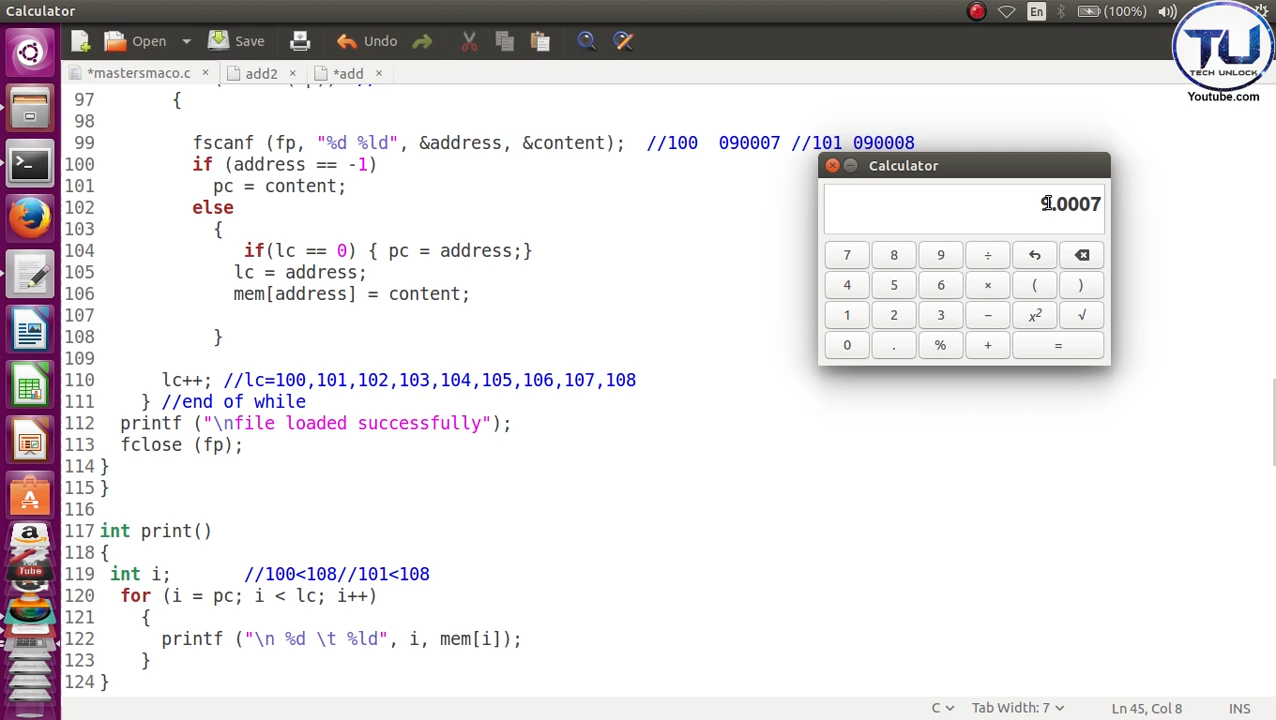 Calculator
En
(100%)
TU
TECH UNLOCK
Youtube.com
Open
Save
Undo
*mastersmaco.c × add2 × *add ×
97 {
98
99 fscanf (fp, "%d %ld", &address, &content); //100 090007 //101 090008
100 if (address == -1)
101 pc = content;
102 else
103 {
104 if(lc == 0) { pc = address;}
105 lc = address;
106 mem[address] = content;
107
108 }
109
110 lc++; //lc=100,101,102,103,104,105,106,107,108
111 } //end of while
112 printf ("\nfile loaded successfully");
113 fclose (fp);
114 }
115 }
116
117 int print()
118 {
119 int i; //100<108//101<108
120 for (i = pc; i < lc; i++)
121 {
122 printf ("\n %d \t %ld", i, mem[i]);
123 }
124 }
Calculator
9.0007
7 8 9 ÷
4 5 6 × ( )
1 2 3 − x² √
0 . % + =
C Tab Width: 7 Ln 45, Col 8 INS